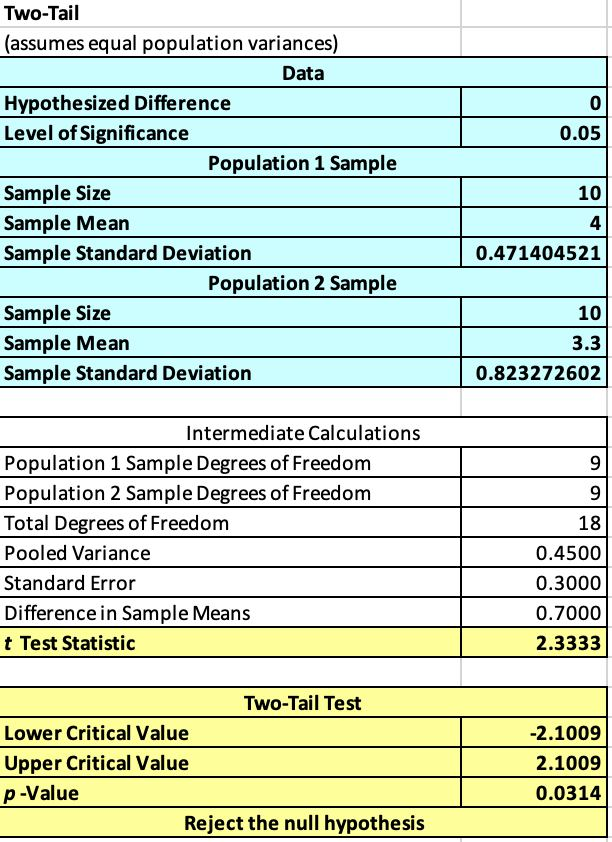 Two-Tail
(assumes equal population variances)
Data
Hypothesized Difference 0
Level of Significance 0.05
Population 1 Sample
Sample Size 10
Sample Mean 4
Sample Standard Deviation 0.471404521
Population 2 Sample
Sample Size 10
Sample Mean 3.3
Sample Standard Deviation 0.823272602
Intermediate Calculations
Population 1 Sample Degrees of Freedom 9
Population 2 Sample Degrees of Freedom 9
Total Degrees of Freedom 18
Pooled Variance 0.4500
Standard Error 0.3000
Difference in Sample Means 0.7000
t Test Statistic 2.3333
Two-Tail Test
Lower Critical Value -2.1009
Upper Critical Value 2.1009
p -Value 0.0314
Reject the null hypothesis